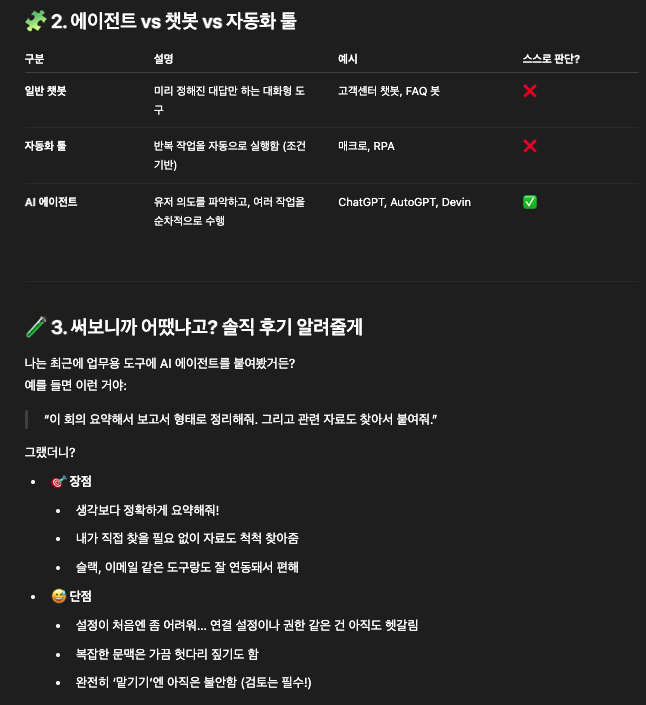 🧩 2. 에이전트 vs 챗봇 vs 자동화 툴
구분 설명 예시 스스로 판단?
일반 챗봇 미리 정해진 대답만 하는 대화형 도구 고객센터 챗봇, FAQ 봇 ❌
자동화 툴 반복 작업을 자동으로 실행함 (조건 기반) 매크로, RPA ❌
AI 에이전트 유저 의도를 파악하고, 여러 작업을 순차적으로 수행 ChatGPT, AutoGPT, Devin ✅
🧪 3. 써보니까 어땠냐고? 솔직 후기 알려줄게
나는 최근에 업무용 도구에 AI 에이전트를 붙여봤거든?
예를 들면 이런 거야:
"이 회의 요약해서 보고서 형태로 정리해줘. 그리고 관련 자료도 찾아서 붙여줘."
그랬더니?
• 🎯 장점
• 생각보다 정확하게 요약해줘!
• 내가 직접 찾을 필요 없이 자료도 척척 찾아줌
• 슬랙, 이메일 같은 도구랑도 잘 연동돼서 편해
• 😅 단점
• 설정이 처음엔 좀 어려워... 연결 설정이나 권한 같은 건 아직도 헷갈림
• 복잡한 문맥은 가끔 헛다리 짚기도 함
• 완전히 '맡기기'엔 아직은 불안함 (검토는 필수!)